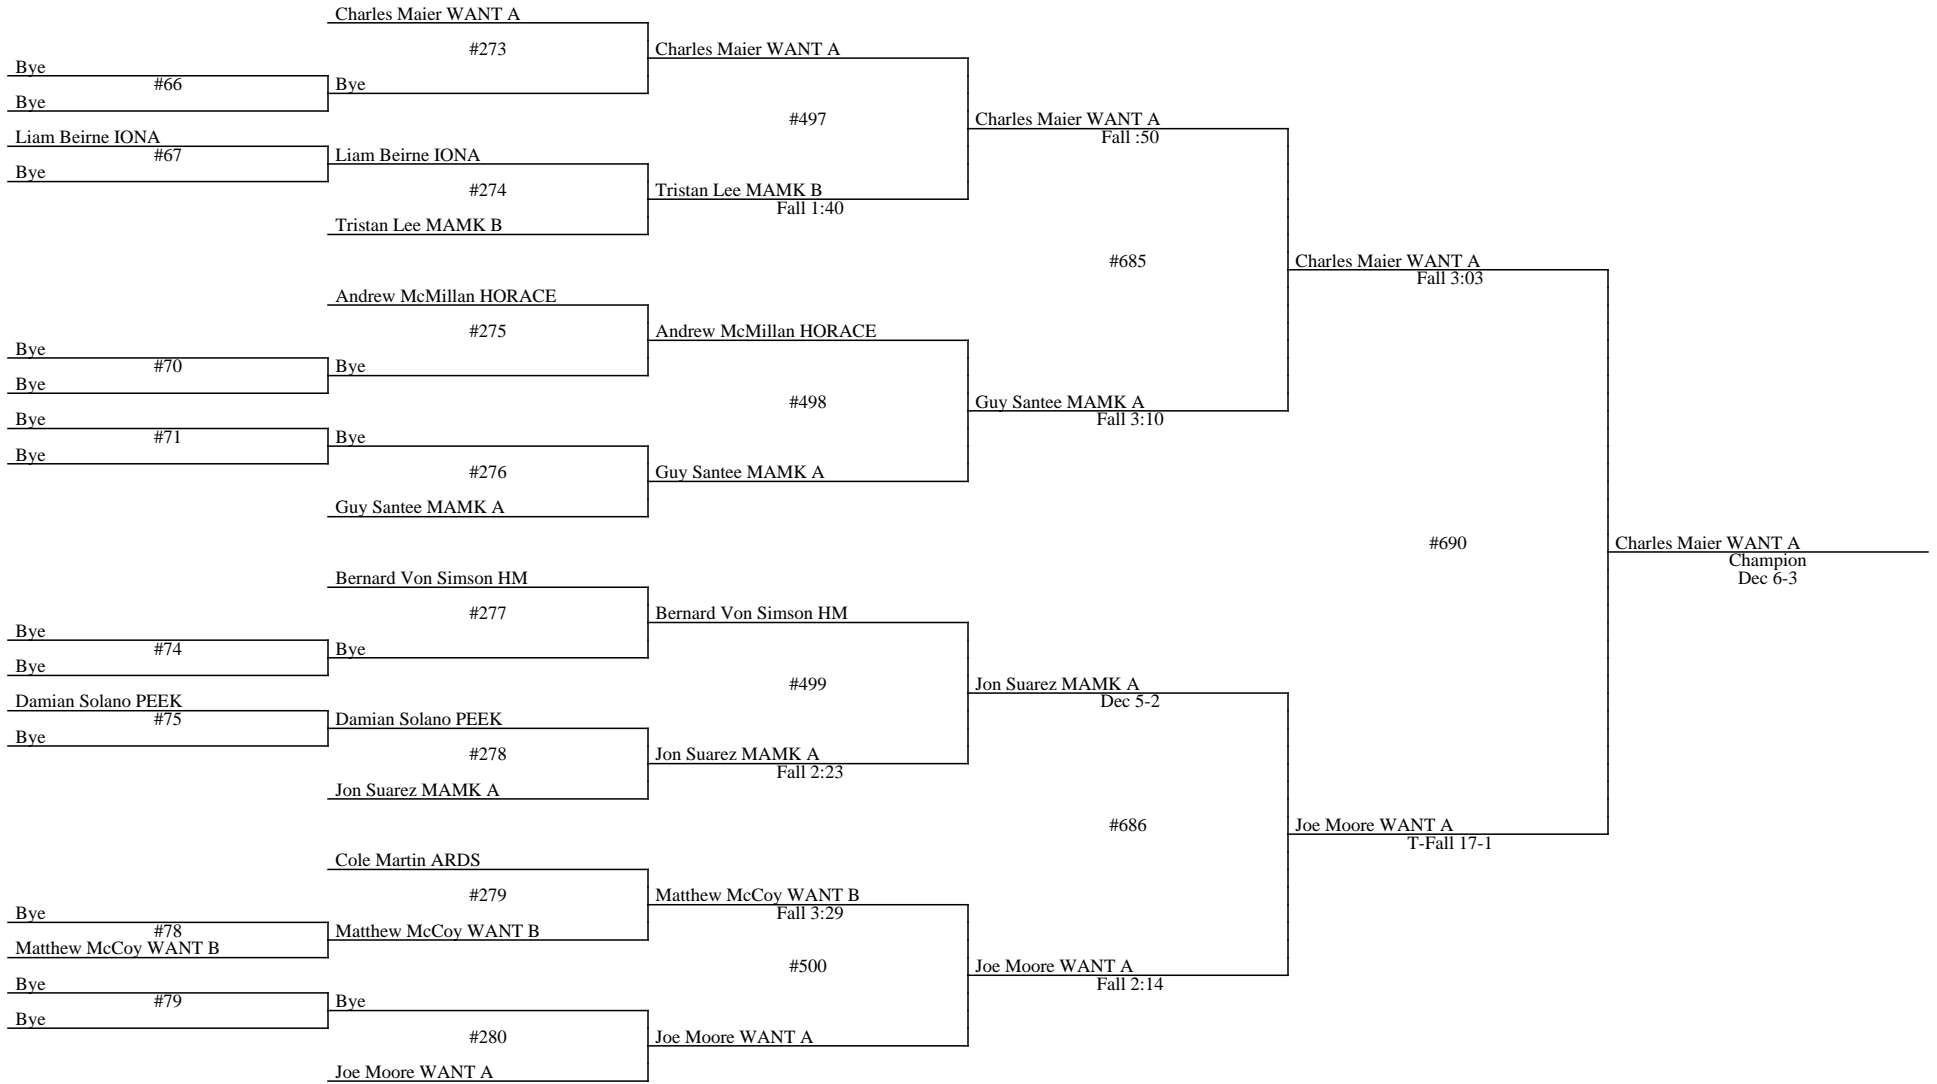 Charles Maier WANT A
#273
Charles Maier WANT A
Bye
#66
Bye
Bye
#497
Charles Maier WANT A
Fall :50
Liam Beirne IONA
#67
Liam Beirne IONA
Bye
#274
Tristan Lee MAMK B
Fall 1:40
Tristan Lee MAMK B
#685
Charles Maier WANT A
Fall 3:03
Andrew McMillan HORACE
#275
Andrew McMillan HORACE
Bye
#70
Bye
Bye
#498
Guy Santee MAMK A
Fall 3:10
Bye
#71
Bye
Bye
#276
Guy Santee MAMK A
Guy Santee MAMK A
#690
Charles Maier WANT A
Champion
Dec 6-3
Bernard Von Simson HM
#277
Bernard Von Simson HM
Bye
#74
Bye
Bye
#499
Jon Suarez MAMK A
Dec 5-2
Damian Solano PEEK
#75
Damian Solano PEEK
Bye
#278
Jon Suarez MAMK A
Fall 2:23
Jon Suarez MAMK A
#686
Joe Moore WANT A
T-Fall 17-1
Cole Martin ARDS
#279
Matthew McCoy WANT B
Fall 3:29
Bye
#78
Matthew McCoy WANT B
Matthew McCoy WANT B
#500
Joe Moore WANT A
Fall 2:14
Bye
#79
Bye
Bye
#280
Joe Moore WANT A
Joe Moore WANT A